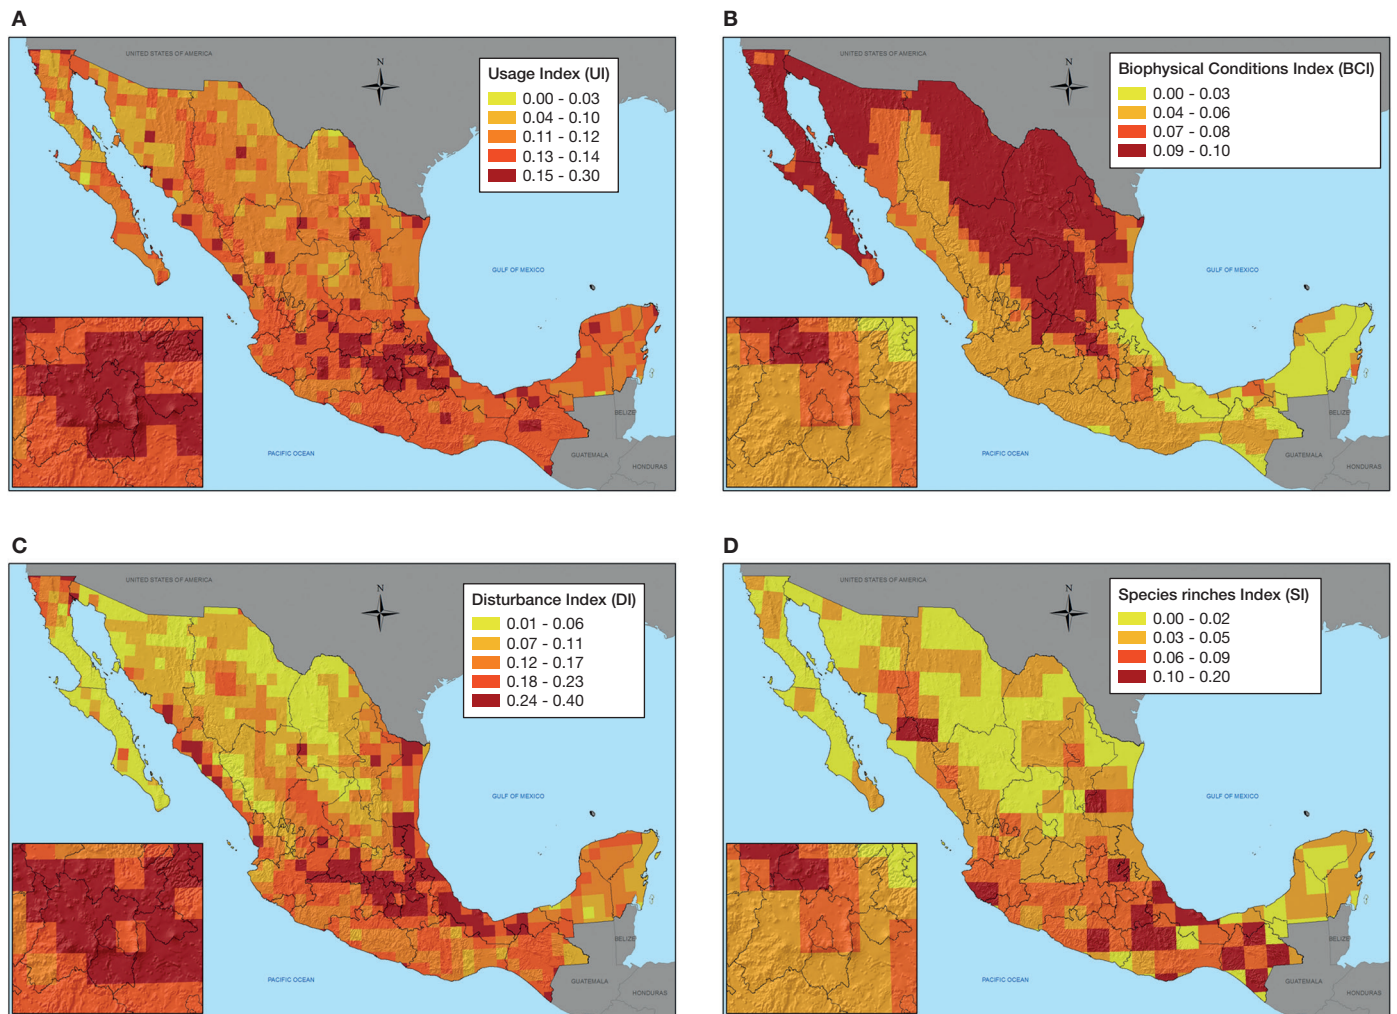 A
UNITED STATES OF AMERICA
N
Usage Index (UI)
0.00 - 0.03
0.04 - 0.10
0.11 - 0.12
0.13 - 0.14
0.15 - 0.30
GULF OF MEXICO
PACIFIC OCEAN
BELIZE
GUATEMALA
HONDURAS
B
UNITED STATES OF AMERICA
N
Biophysical Conditions Index (BCI)
0.00 - 0.03
0.04 - 0.06
0.07 - 0.08
0.09 - 0.10
GULF OF MEXICO
PACIFIC OCEAN
BELIZE
GUATEMALA
HONDURAS
C
UNITED STATES OF AMERICA
N
Disturbance Index (DI)
0.01 - 0.06
0.07 - 0.11
0.12 - 0.17
0.18 - 0.23
0.24 - 0.40
GULF OF MEXICO
PACIFIC OCEAN
BELIZE
GUATEMALA
HONDURAS
D
UNITED STATES OF AMERICA
N
Species rinches Index (SI)
0.00 - 0.02
0.03 - 0.05
0.06 - 0.09
0.10 - 0.20
GULF OF MEXICO
PACIFIC OCEAN
BELIZE
GUATEMALA
HONDURAS